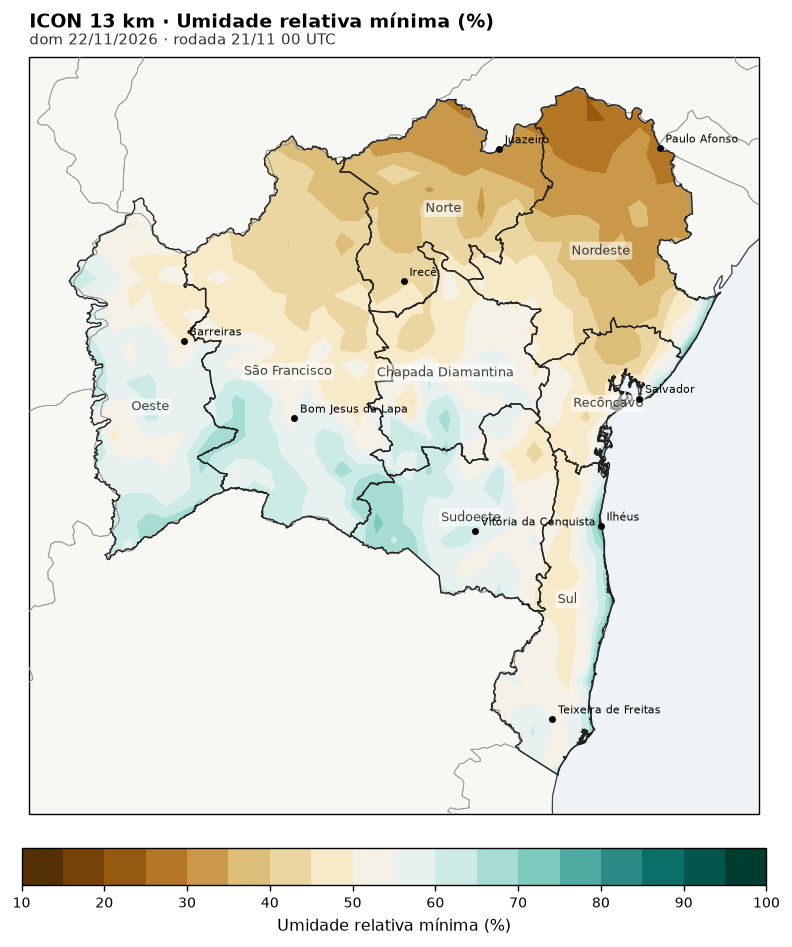 ICON 13 km · Umidade relativa mínima (%)
dom 22/11/2026 · rodada 21/11 00 UTC
Juazeiro
Paulo Afonso
Norte
Nordeste
Irecê
Barreiras
São Francisco
Chapada Diamantina
Salvador
Oeste
Recôncavo
Bom Jesus da Lapa
Sudoeste
Vitória da Conquista
Ilhéus
Sul
Teixeira de Freitas
10 20 30 40 50 60 70 80 90 100
Umidade relativa mínima (%)